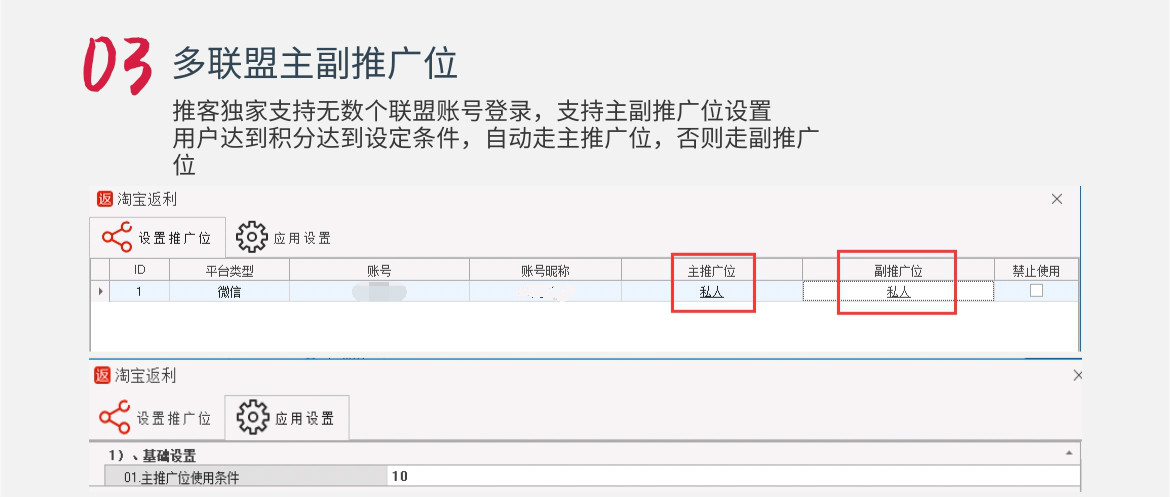 03
多联盟主副推广位
推客独家支持无数个联盟账号登录，支持主副推广位设置
用户达到积分达到设定条件，自动走主推广位，否则走副推广
位
返 淘宝返利
设置推广位 应用设置
ID 平台类型 账号 账号昵称 主推广位 副推广位 禁止使用
1 微信 私人 私人
返 淘宝返利
设置推广位 应用设置
1）、基础设置
01.主推广位使用条件 10